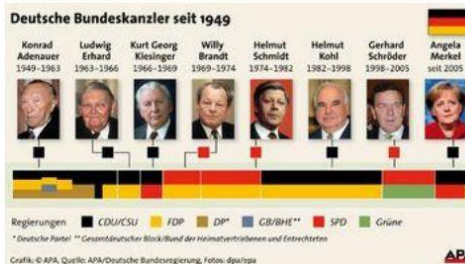 Deutsche Bundeskanzler seit 1949
Konrad Adenauer
1949–1963
Ludwig Erhard
1963–1966
Kurt Georg Kiesinger
1966–1969
Willy Brandt
1969–1974
Helmut Schmidt
1974–1982
Helmut Kohl
1982–1998
Gerhard Schröder
1998–2005
Angela Merkel
seit 2005
Regierungen CDU/CSU FDP DP* GB/BHE** SPD Grüne
* Deutsche Partei ** Gesamtdeutscher Block/Bund der Heimatvertriebenen und Entrechteten
Grafik: © APA, Quelle: APA/Deutsche Bundesregierung, Fotos: dpa/epa
APA